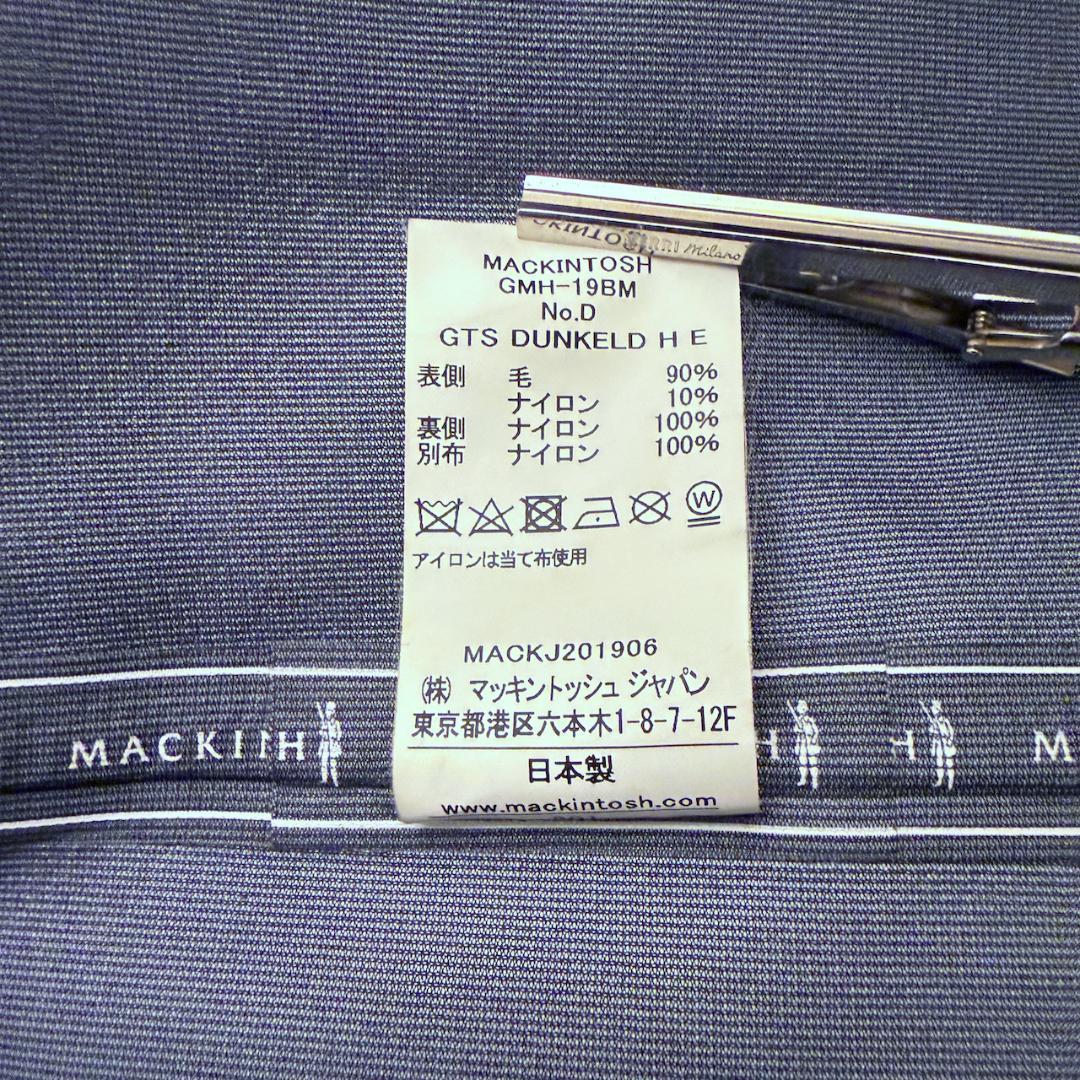 RRI Milano
MACKINTOSH
GMH-19BM
No.D
GTS DUNKELD H E
表側 毛 90%
ナイロン 10%
裏側 ナイロン 100%
別布 ナイロン 100%
W
アイロンは当て布使用
MACKJ201906
㈱ マッキントッシュ ジャパン
東京都港区六本木1-8-7-12F
日本製
www.mackintosh.com
MACKI H H H M